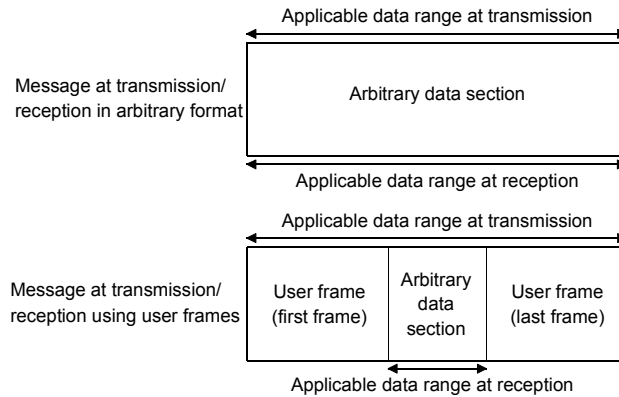 Applicable data range at transmission
Message at transmission/
reception in arbitrary format
Arbitrary data section
Applicable data range at reception
Applicable data range at transmission
Message at transmission/
reception using user frames
User frame
(first frame)
Arbitrary
data
section
User frame
(last frame)
Applicable data range at reception